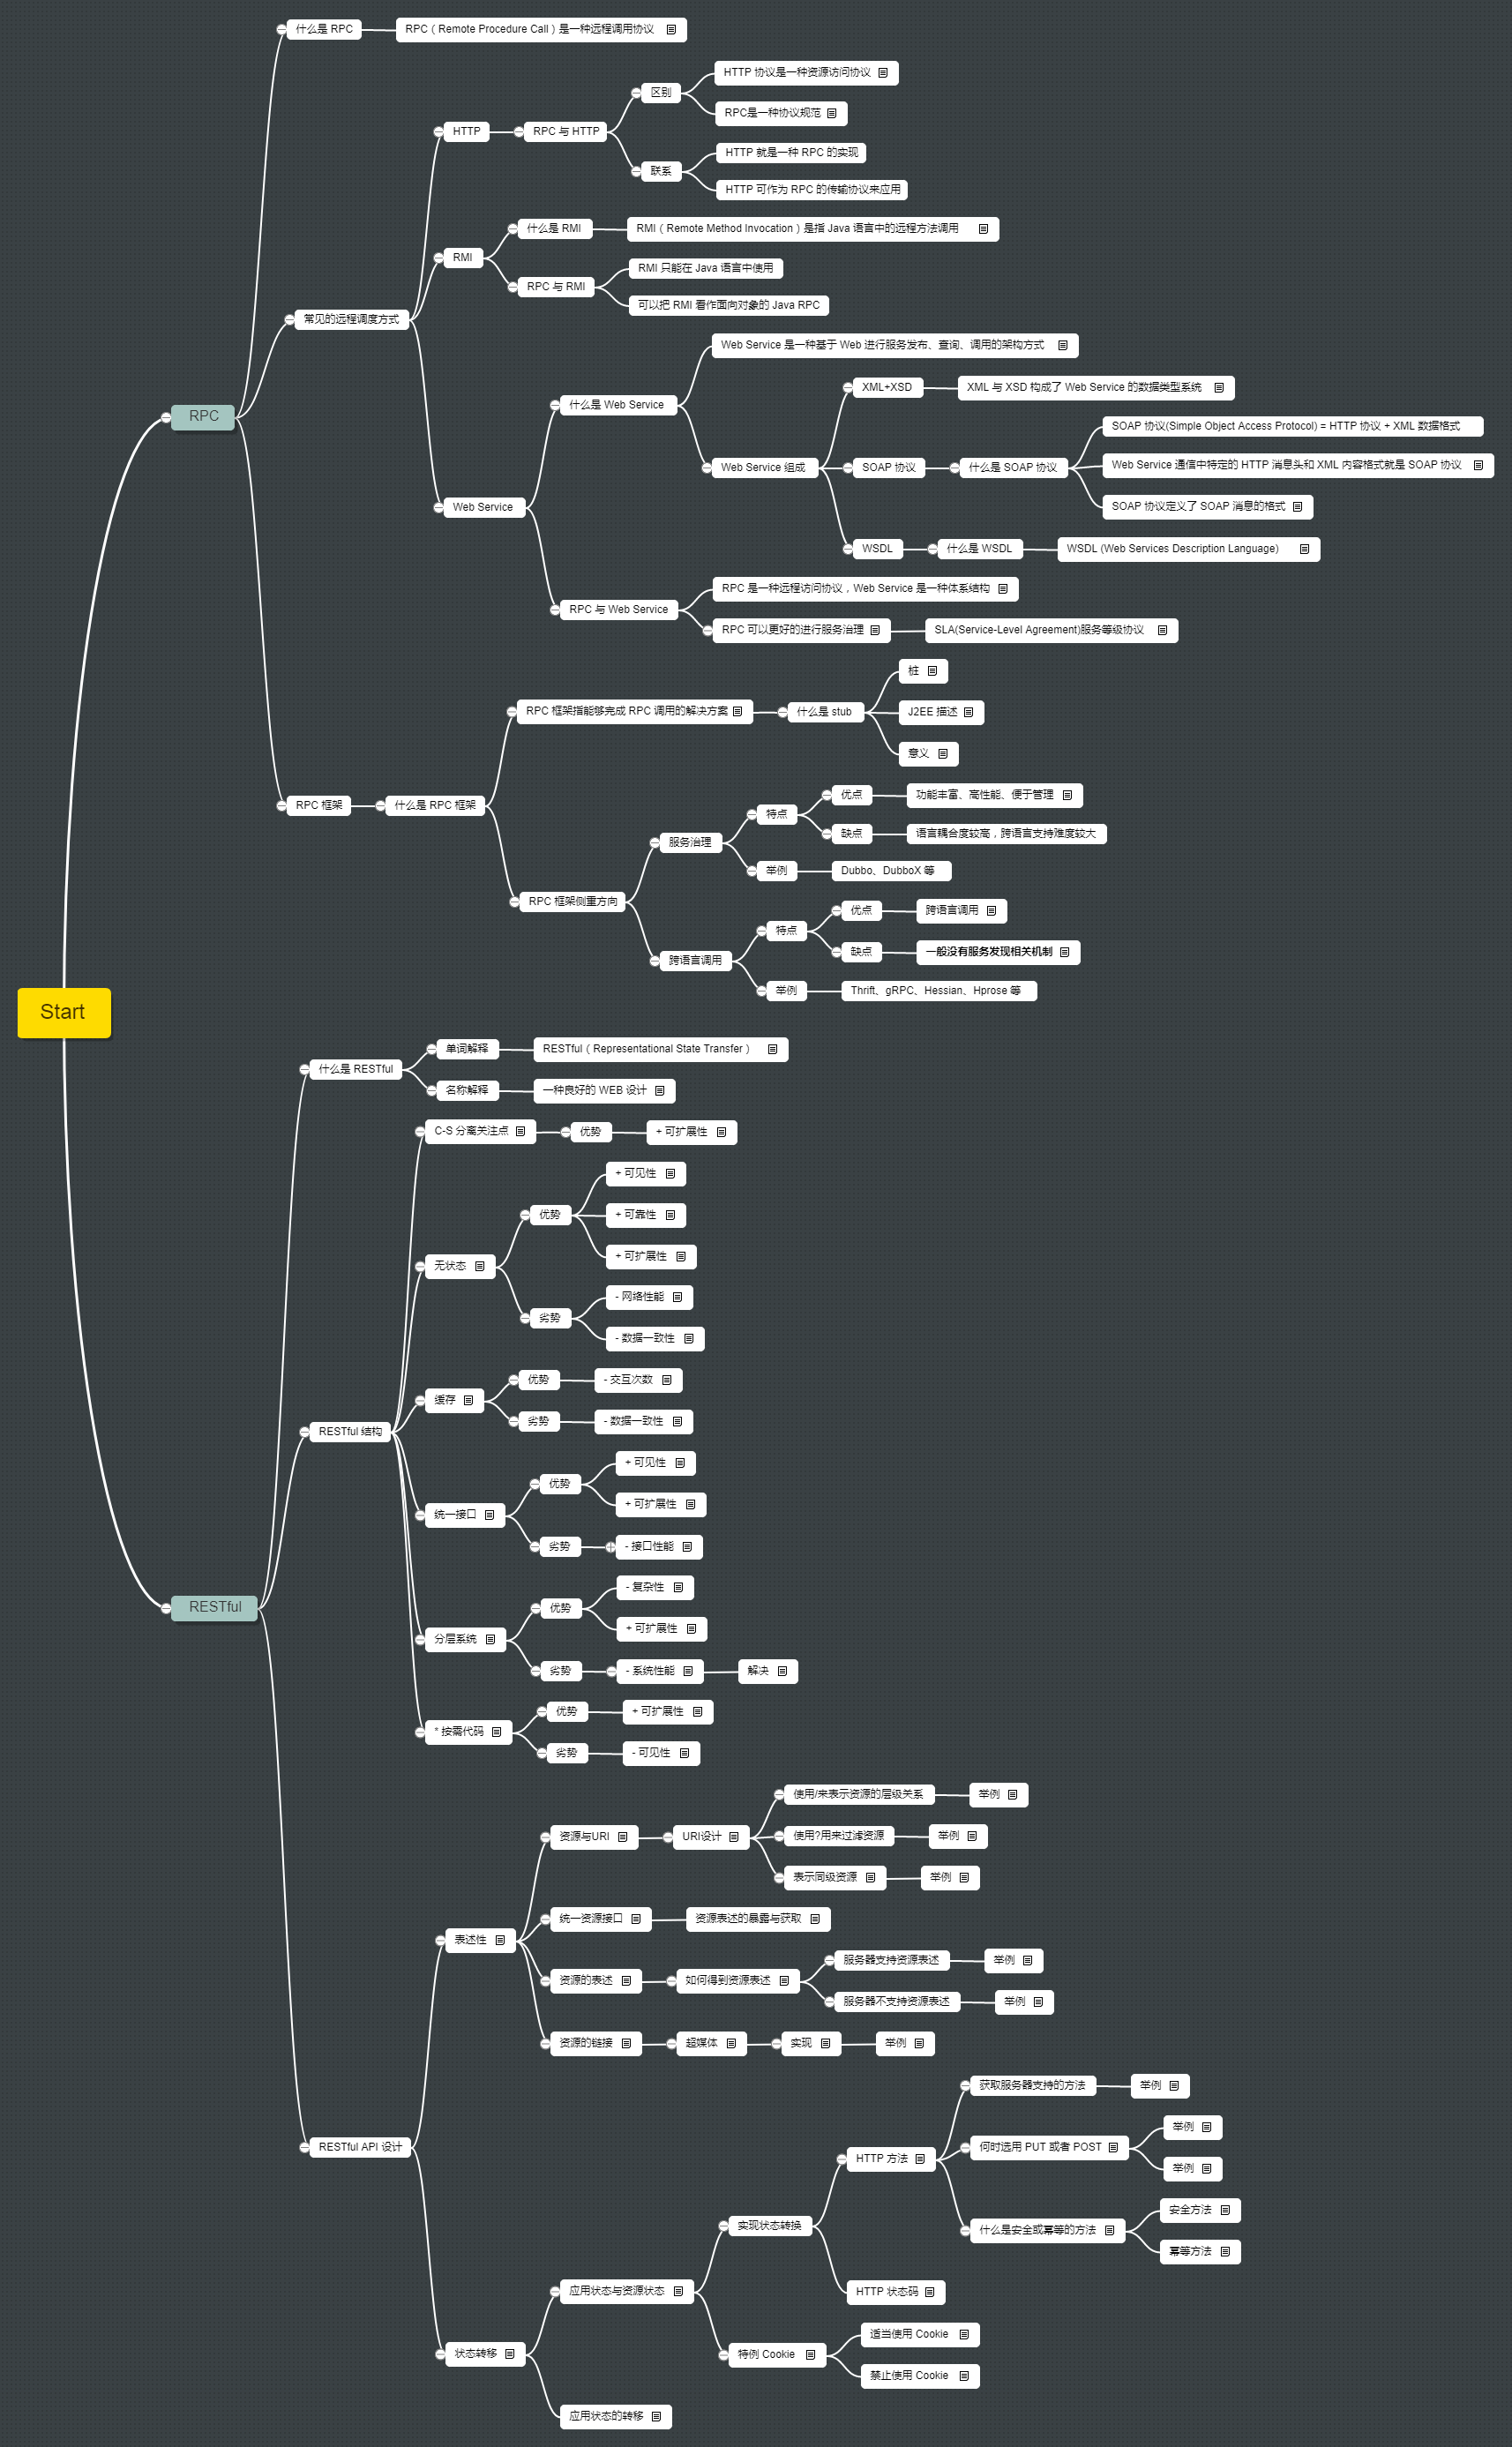 什么是 RPC
RPC（Remote Procedure Call）是一种远程调用协议
HTTP 协议是一种资源访问协议
区别
RPC是一种协议规范
HTTP
RPC 与 HTTP
HTTP 就是一种 RPC 的实现
联系
HTTP 可作为 RPC 的传输协议来应用
什么是 RMI
RMI（Remote Method Invocation）是指 Java 语言中的远程方法调用
RMI
RMI 只能在 Java 语言中使用
RPC 与 RMI
可以把 RMI 看作面向对象的 Java RPC
常见的远程调度方式
Web Service 是一种基于 Web 进行服务发布、查询、调用的架构方式
XML+XSD
XML 与 XSD 构成了 Web Service 的数据类型系统
什么是 Web Service
RPC
SOAP 协议(Simple Object Access Protocol) = HTTP 协议 + XML 数据格式
Web Service 组成
SOAP 协议
什么是 SOAP 协议
Web Service 通信中特定的 HTTP 消息头和 XML 内容格式就是 SOAP 协议
Web Service
SOAP 协议定义了 SOAP 消息的格式
WSDL
什么是 WSDL
WSDL (Web Services Description Language)
RPC 是一种远程访问协议，Web Service 是一种体系结构
RPC 与 Web Service
RPC 可以更好的进行服务治理
SLA(Service-Level Agreement)服务等级协议
桩
RPC 框架指能够完成 RPC 调用的解决方案
什么是 stub
J2EE 描述
意义
RPC 框架
什么是 RPC 框架
优点
功能丰富、高性能、便于管理
特点
缺点
语言耦合度较高，跨语言支持难度较大
服务治理
举例
Dubbo、DubboX 等
RPC 框架侧重方向
优点
跨语言调用
特点
缺点
一般没有服务发现相关机制
跨语言调用
举例
Thrift、gRPC、Hessian、Hprose 等
Start
什么是 RESTful
单词解释
RESTful（Representational State Transfer）
名称解释
一种良好的 WEB 设计
C-S 分离关注点
优势
+ 可扩展性
+ 可见性
优势
+ 可靠性
+ 可扩展性
无状态
- 网络性能
劣势
- 数据一致性
优势
- 交互次数
缓存
劣势
- 数据一致性
RESTful 结构
+ 可见性
优势
+ 可扩展性
统一接口
劣势
- 接口性能
- 复杂性
优势
+ 可扩展性
RESTful
分层系统
劣势
- 系统性能
解决
优势
+ 可扩展性
* 按需代码
劣势
- 可见性
使用/来表示资源的层级关系
举例
资源与URI
URI设计
使用?用来过滤资源
举例
表示同级资源
举例
统一资源接口
资源表述的暴露与获取
表述性
服务器支持资源表述
举例
资源的表述
如何得到资源表述
服务器不支持资源表述
举例
资源的链接
超媒体
实现
举例
获取服务器支持的方法
举例
举例
RESTful API 设计
HTTP 方法
何时选用 PUT 或者 POST
举例
安全方法
实现状态转换
什么是安全或幂等的方法
幂等方法
应用状态与资源状态
HTTP 状态码
适当使用 Cookie
状态转移
特例 Cookie
禁止使用 Cookie
应用状态的转移